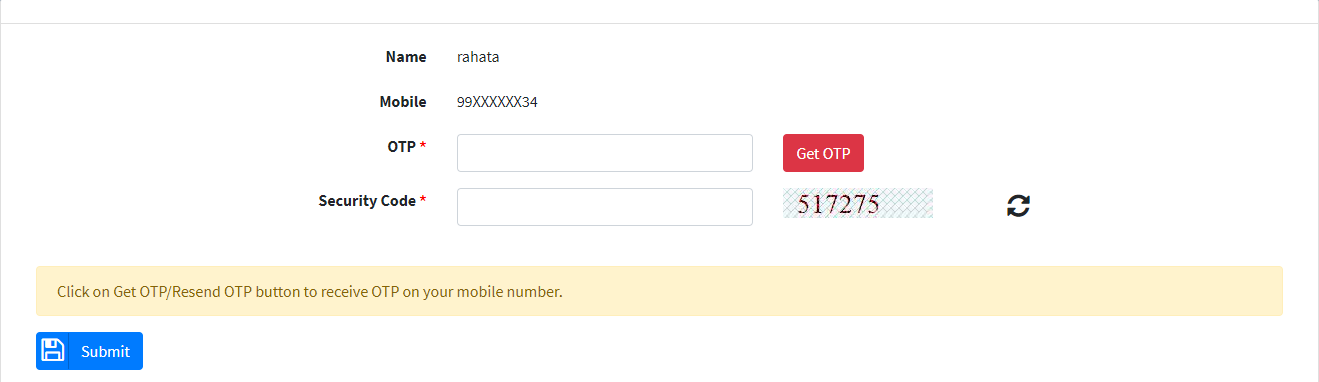 Name rahata
Mobile 99XXXXXX34
OTP * Get OTP
Security Code * 517275
Click on Get OTP/Resend OTP button to receive OTP on your mobile number.
Submit